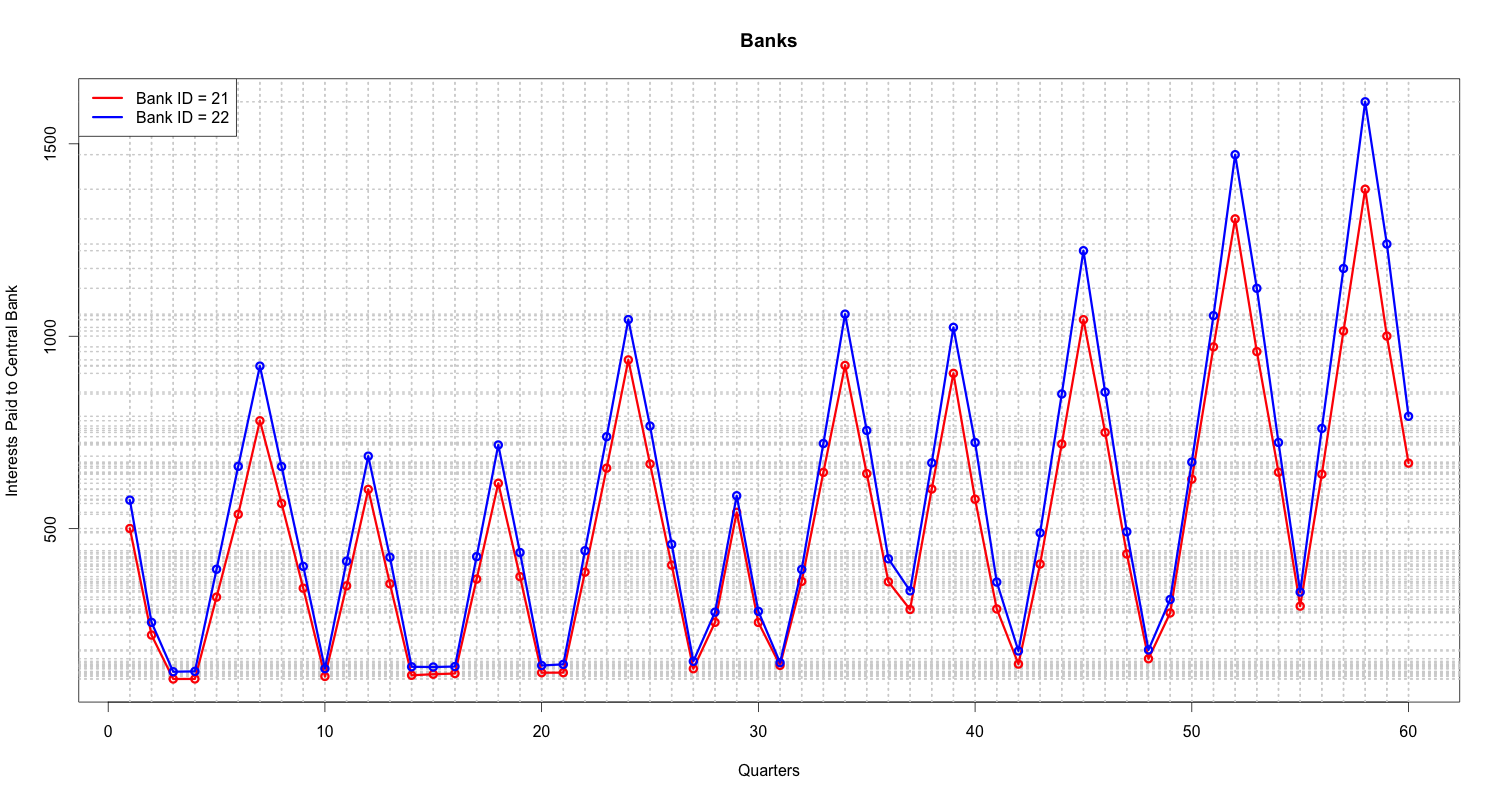 Banks
Bank ID = 21
Bank ID = 22
Interests Paid to Central Bank
1500
1000
500
0 10 20 30 40 50 60
Quarters